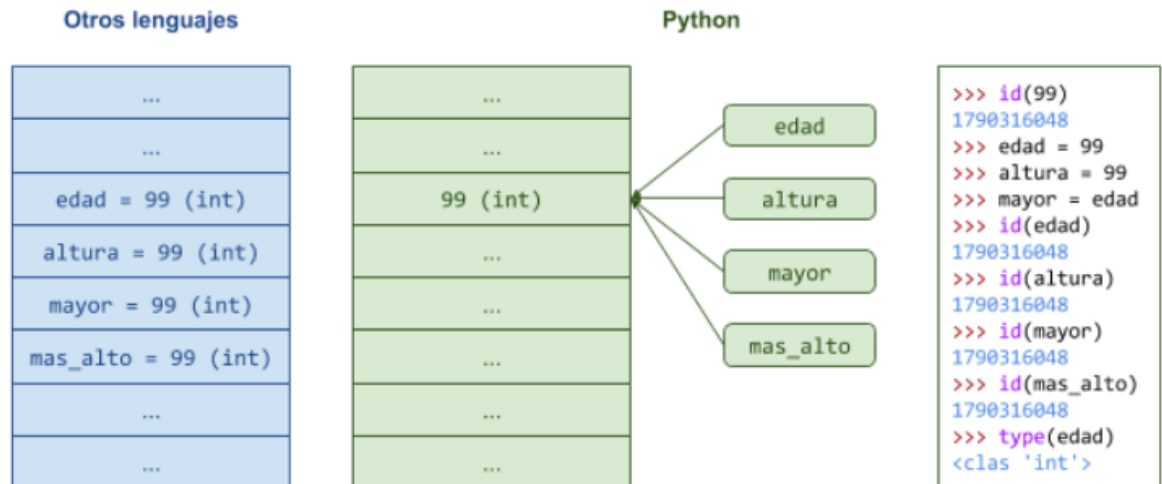 Otros lenguajes
Python
...
...
edad = 99 (int)
altura = 99 (int)
mayor = 99 (int)
mas_alto = 99 (int)
...
...
...
...
99 (int)
...
...
...
...
...
edad
altura
mayor
mas_alto
>>> id(99)
1790316048
>>> edad = 99
>>> altura = 99
>>> mayor = edad
>>> id(edad)
1790316048
>>> id(altura)
1790316048
>>> id(mayor)
1790316048
>>> id(mas_alto)
1790316048
>>> type(edad)
<clas 'int'>